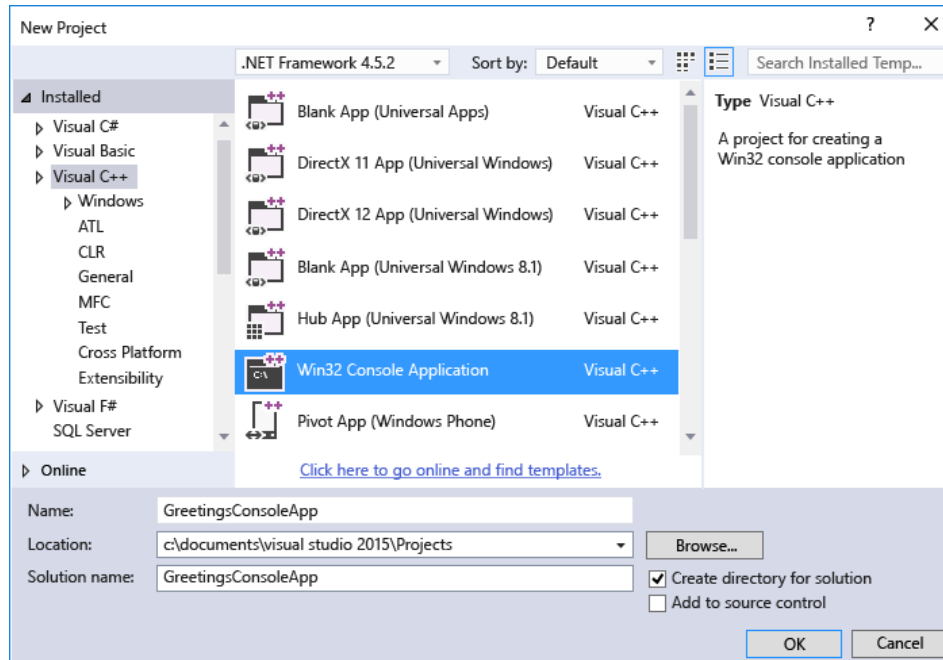 New Project
? ×
.NET Framework 4.5.2 Sort by: Default Search Installed Temp...
Installed
Visual C#
Visual Basic
Visual C++
Windows
ATL
CLR
General
MFC
Test
Cross Platform
Extensibility
Visual F#
SQL Server
Online
Blank App (Universal Apps) Visual C++
DirectX 11 App (Universal Windows) Visual C++
DirectX 12 App (Universal Windows) Visual C++
Blank App (Universal Windows 8.1) Visual C++
Hub App (Universal Windows 8.1) Visual C++
C:\ Win32 Console Application Visual C++
Pivot App (Windows Phone) Visual C++
Click here to go online and find templates.
Type Visual C++
A project for creating a
Win32 console application
Name: GreetingsConsoleApp
Location: c:\documents\visual studio 2015\Projects Browse...
Solution name: GreetingsConsoleApp
Create directory for solution
Add to source control
OK Cancel